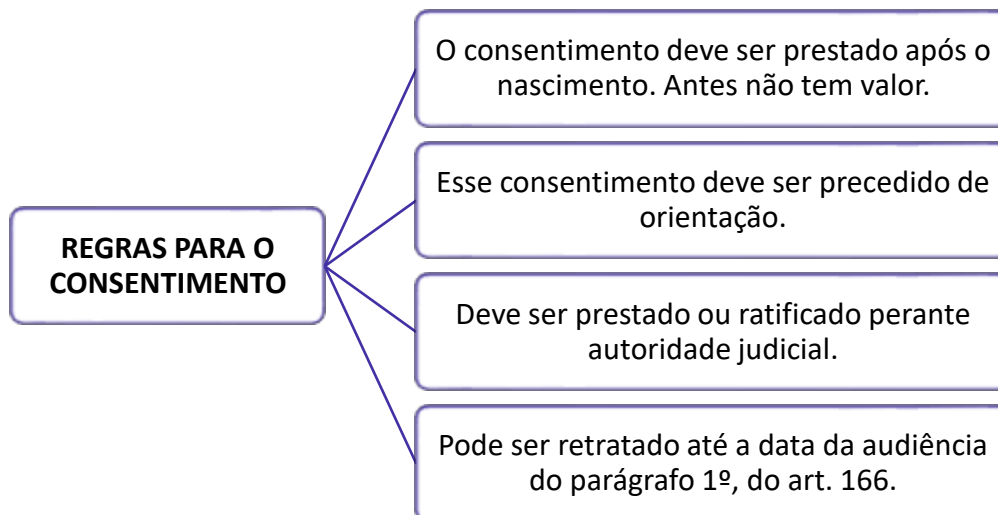 REGRAS PARA O
CONSENTIMENTO
O consentimento deve ser prestado após o
nascimento. Antes não tem valor.
Esse consentimento deve ser precedido de
orientação.
Deve ser prestado ou ratificado perante
autoridade judicial.
Pode ser retratado até a data da audiência
do parágrafo 1º, do art. 166.